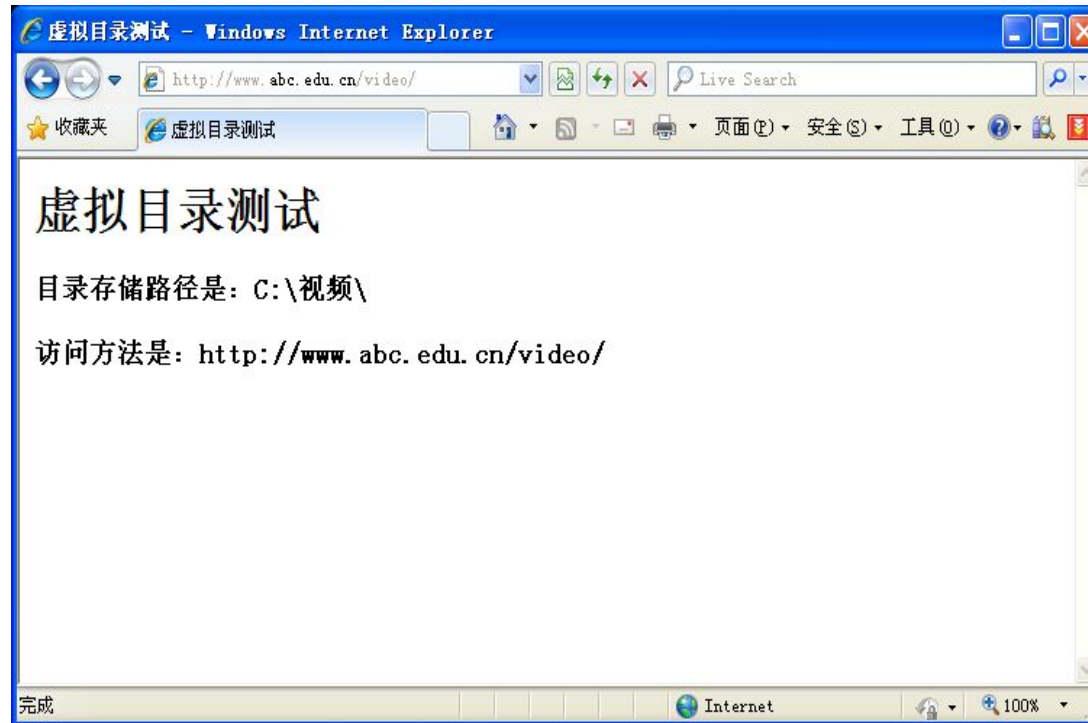 虚拟目录测试 - Windows Internet Explorer
http://www.abc.edu.cn/video/
Live Search
收藏夹
虚拟目录测试
页面(P)
安全(S)
工具(O)
虚拟目录测试
目录存储路径是：C:\视频\
访问方法是：http://www.abc.edu.cn/video/
完成
Internet
100%